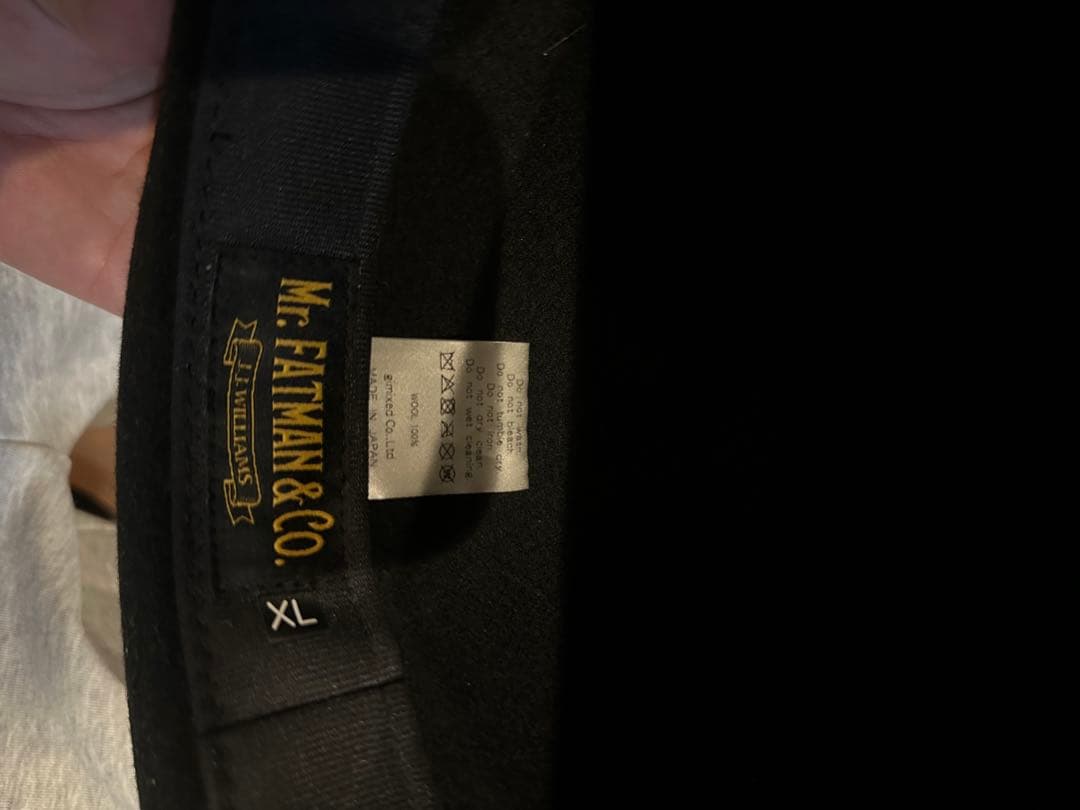 Mr. FATMAN & CO.
J.J. WILLIAMS
XL
Do not wash
Do not bleach
Do not tumble dry
Do not iron
Do not dry clean
Do not wet cleaning
WOOL 100%
gimixed Co.,Ltd
MADE IN JAPAN